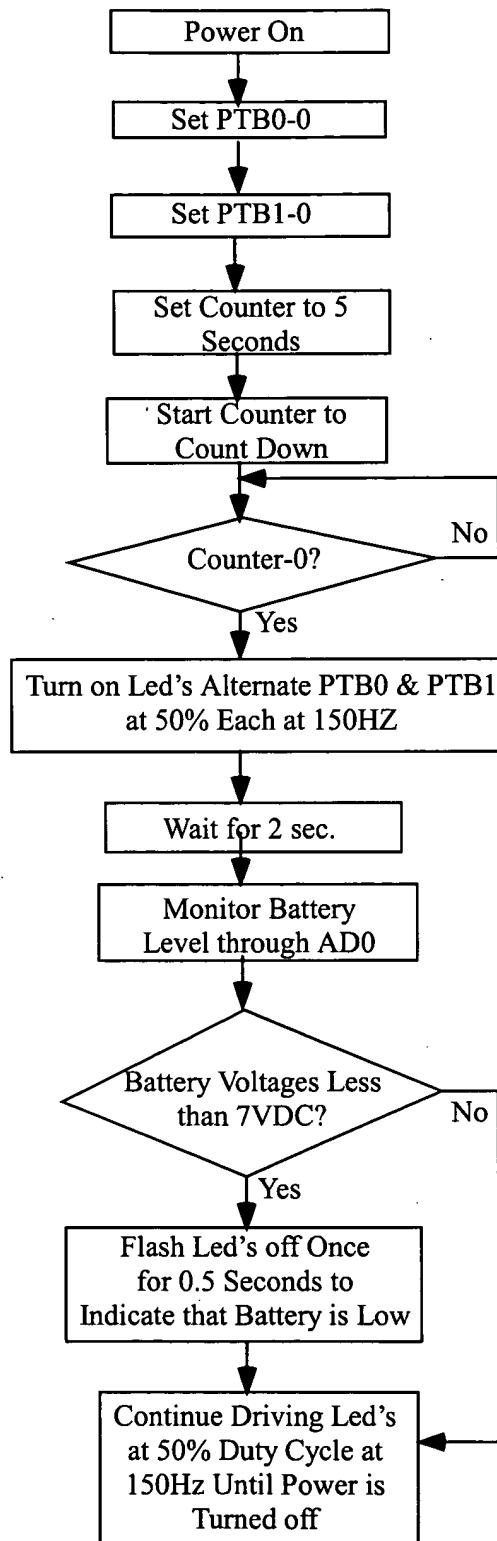 Power On
Set PTB0-0
Set PTB1-0
Set Counter to 5
Seconds
Start Counter to
Count Down
Counter-0?
No
Yes
Turn on Led's Alternate PTB0 & PTB1
at 50% Each at 150HZ
Wait for 2 sec.
Monitor Battery
Level through AD0
Battery Voltages Less
than 7VDC?
No
Yes
Flash Led's off Once
for 0.5 Seconds to
Indicate that Battery is Low
Continue Driving Led's
at 50% Duty Cycle at
150Hz Until Power is
Turned off